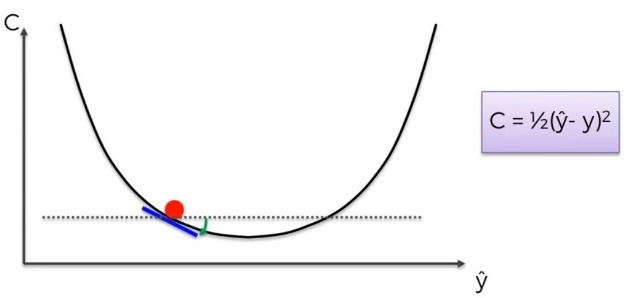 C
C = ½(ŷ- y)²
ŷ